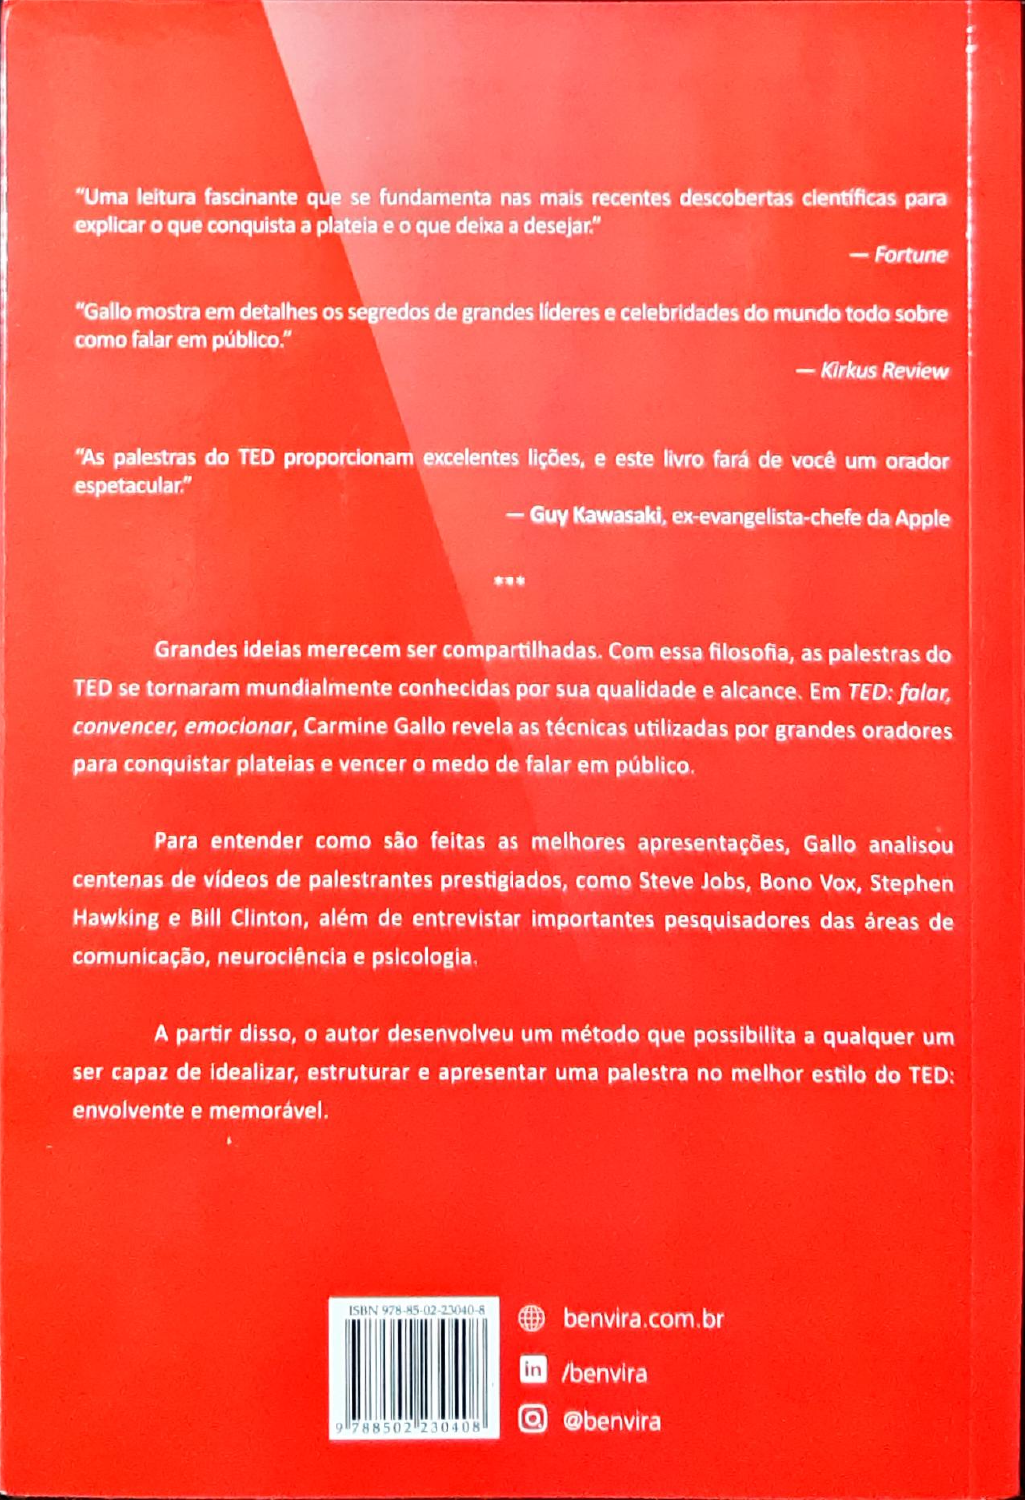 “Uma leitura fascinante que se fundamenta nas mais recentes descobertas científicas para
explicar o que conquista a plateia e o que deixa a desejar.”
— Fortune
“Gallo mostra em detalhes os segredos de grandes líderes e celebridades do mundo todo sobre
como falar em público.”
— Kirkus Review
“As palestras do TED proporcionam excelentes lições, e este livro fará de você um orador
espetacular.”
— Guy Kawasaki, ex-evangelista-chefe da Apple
***
Grandes ideias merecem ser compartilhadas. Com essa filosofia, as palestras do
TED se tornaram mundialmente conhecidas por sua qualidade e alcance. Em TED: falar,
convencer, emocionar, Carmine Gallo revela as técnicas utilizadas por grandes oradores
para conquistar plateias e vencer o medo de falar em público.
Para entender como são feitas as melhores apresentações, Gallo analisou
centenas de vídeos de palestrantes prestigiados, como Steve Jobs, Bono Vox, Stephen
Hawking e Bill Clinton, além de entrevistar importantes pesquisadores das áreas de
comunicação, neurociência e psicologia.
A partir disso, o autor desenvolveu um método que possibilita a qualquer um
ser capaz de idealizar, estruturar e apresentar uma palestra no melhor estilo do TED:
envolvente e memorável.
ISBN 978-85-02-23040-8
9 788502 230408
benvira.com.br
in /benvira
@benvira